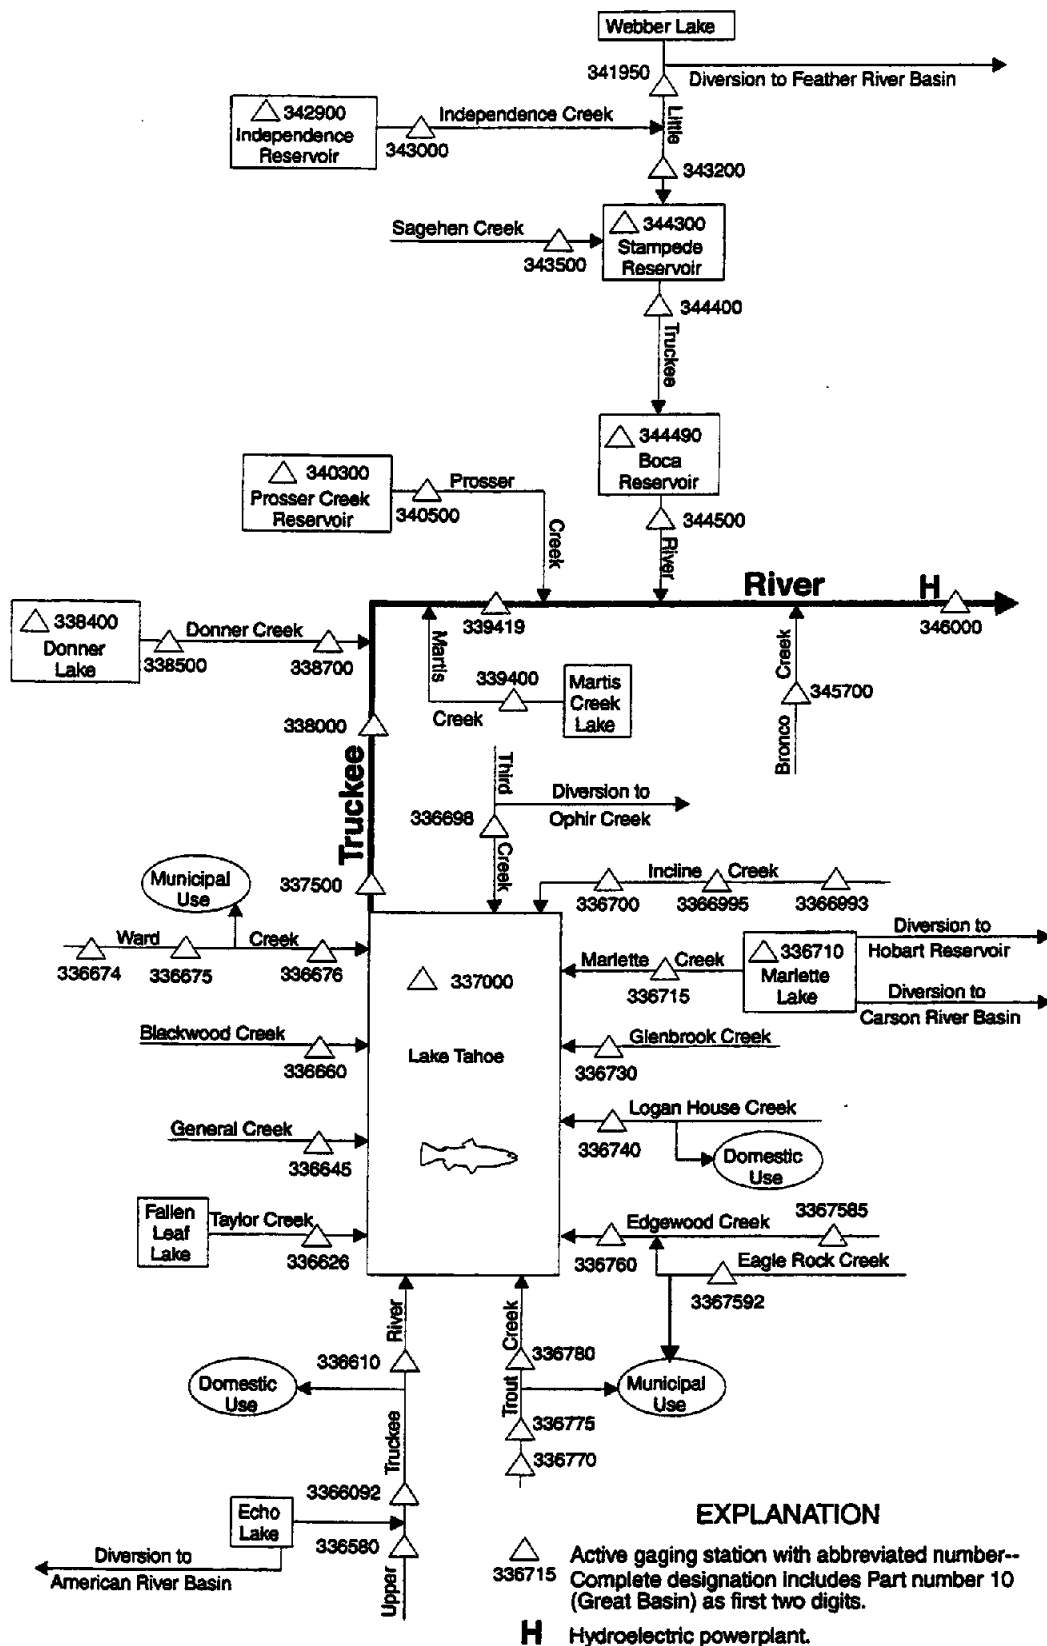 Webber Lake
341950
Diversion to Feather River Basin
342900
Independence
Reservoir
Independence Creek
343000
Little
343200
Sagehen Creek
343500
344300
Stampede
Reservoir
344400
Truckee
344490
Boca
Reservoir
340300
Prosser Creek
Reservoir
Prosser
340500
Creek
344500
River
River
H
338400
Donner
Lake
Donner Creek
338500
338700
339419
346000
Martis
Creek
339400
Martis
Creek
Lake
Creek
345700
Bronco
338000
Truckee
Third
Diversion to
Ophir Creek
336698
Creek
Municipal
Use
337500
Incline
Creek
336700
3366995
3366993
Ward
Creek
336674
336675
336676
337000
Marlette
Creek
336715
336710
Marlette
Lake
Diversion to
Hobart Reservoir
Diversion to
Carson River Basin
Blackwood Creek
336660
Lake Tahoe
Glenbrook Creek
336730
General Creek
336645
Logan House Creek
336740
Domestic
Use
Fallen
Leaf
Lake
Taylor Creek
336626
Edgewood Creek
3367585
336760
Eagle Rock Creek
3367592
River
336610
Domestic
Use
Truckee
Creek
336780
Trout
Municipal
Use
336775
336770
3366092
Echo
Lake
336580
Diversion to
American River Basin
Upper
EXPLANATION
336715
Active gaging station with abbreviated number--
Complete designation includes Part number 10
(Great Basin) as first two digits.
H Hydroelectric powerplant.